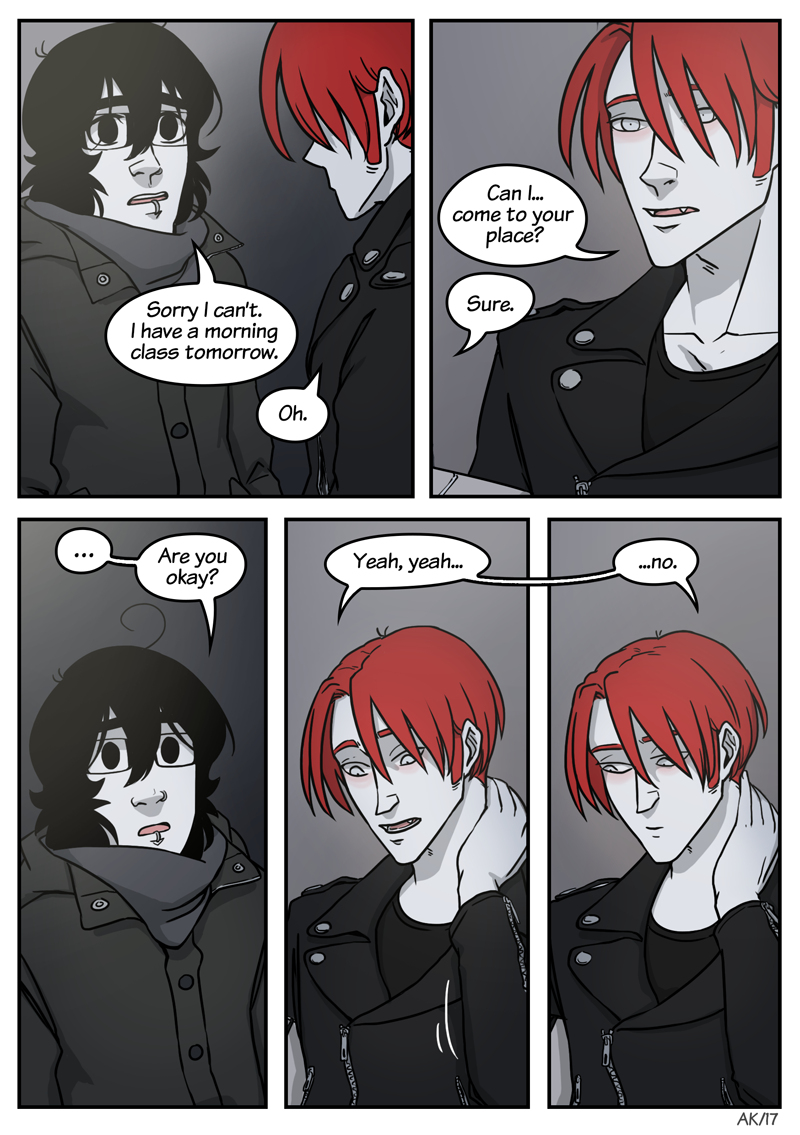 Sorry I can't.
I have a morning
class tomorrow.
Oh.
Can I...
come to your
place?
Sure.
...
Are you
okay?
Yeah, yeah...
...no.
AK/17